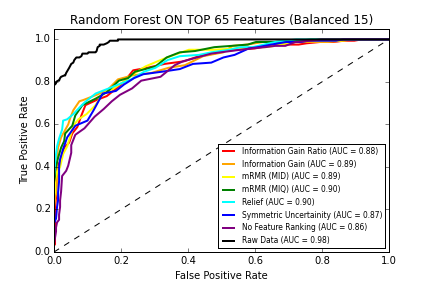 Random Forest ON TOP 65 Features (Balanced 15)
1.0
0.8
0.6
0.4
0.2
0.0
True Positive Rate
Information Gain Ratio (AUC = 0.88)
Information Gain (AUC = 0.89)
mRMR (MID) (AUC = 0.89)
mRMR (MIQ) (AUC = 0.90)
Relief (AUC = 0.90)
Symmetric Uncertainity (AUC = 0.87)
No Feature Ranking (AUC = 0.86)
Raw Data (AUC = 0.98)
0.0 0.2 0.4 0.6 0.8 1.0
False Positive Rate